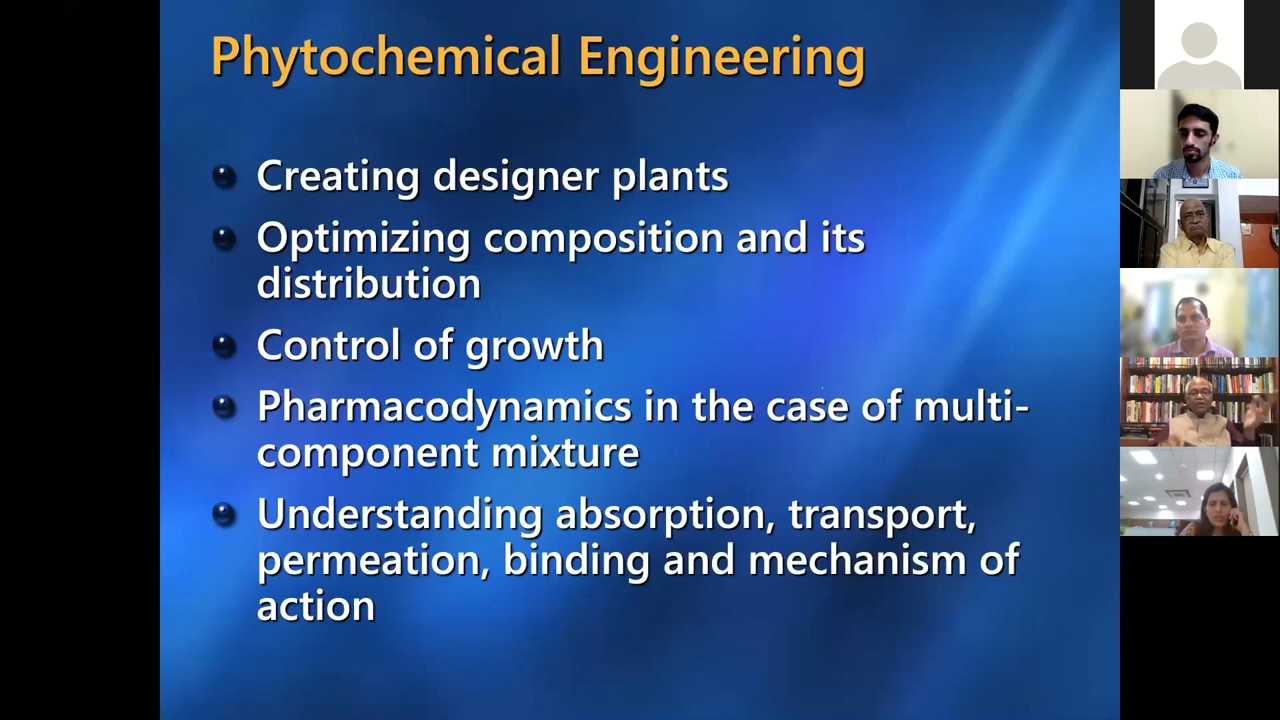 Phytochemical Engineering
Creating designer plants
Optimizing composition and its
distribution
Control of growth
Pharmacodynamics in the case of multi-
component mixture
Understanding absorption, transport,
permeation, binding and mechanism of
action